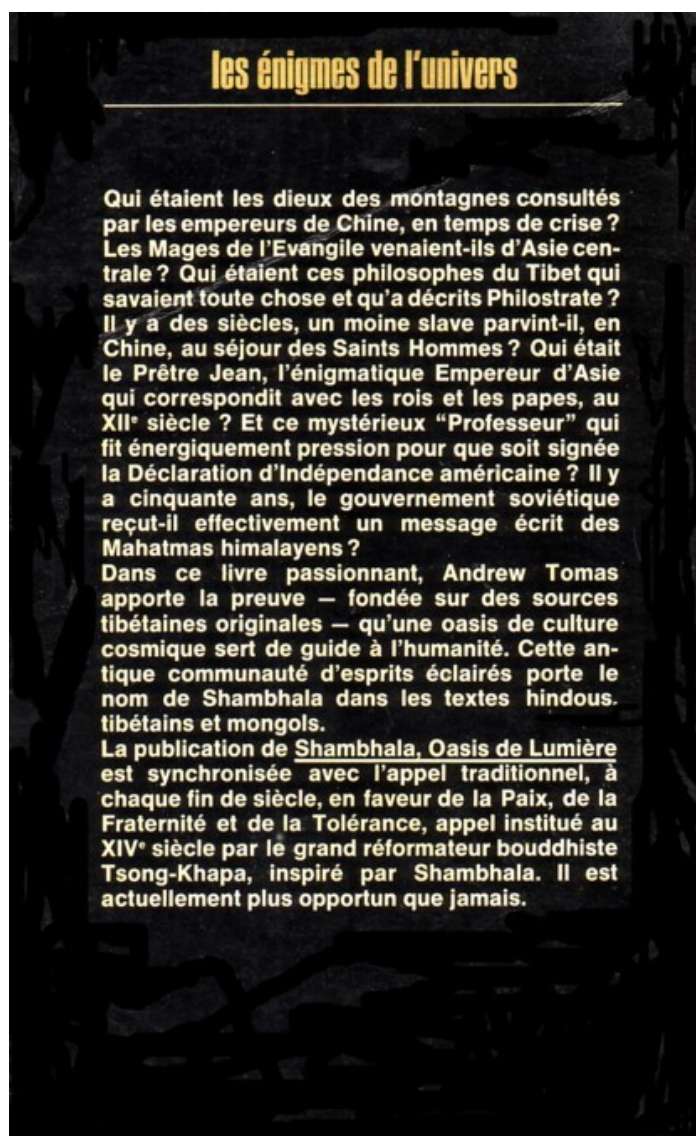 les énigmes de l'univers
Qui étaient les dieux des montagnes consultés
par les empereurs de Chine, en temps de crise ?
Les Mages de l'Evangile venaient-ils d'Asie cen-
trale ? Qui étaient ces philosophes du Tibet qui
savaient toute chose et qu'a décrits Philostrate ?
Il y a des siècles, un moine slave parvint-il, en
Chine, au séjour des Saints Hommes ? Qui était
le Prêtre Jean, l'énigmatique Empereur d'Asie
qui correspondit avec les rois et les papes, au
XIIe siècle ? Et ce mystérieux "Professeur" qui
fit énergiquement pression pour que soit signée
la Déclaration d'Indépendance américaine ? Il y
a cinquante ans, le gouvernement soviétique
reçut-il effectivement un message écrit des
Mahatmas himalayens ?
Dans ce livre passionnant, Andrew Tomas
apporte la preuve — fondée sur des sources
tibétaines originales — qu'une oasis de culture
cosmique sert de guide à l'humanité. Cette an-
tique communauté d'esprits éclairés porte le
nom de Shambhala dans les textes hindous.
tibétains et mongols.
La publication de Shambhala, Oasis de Lumière
est synchronisée avec l'appel traditionnel, à
chaque fin de siècle, en faveur de la Paix, de la
Fraternité et de la Tolérance, appel institué au
XIVe siècle par le grand réformateur bouddhiste
Tsong-Khapa, inspiré par Shambhala. Il est
actuellement plus opportun que jamais.